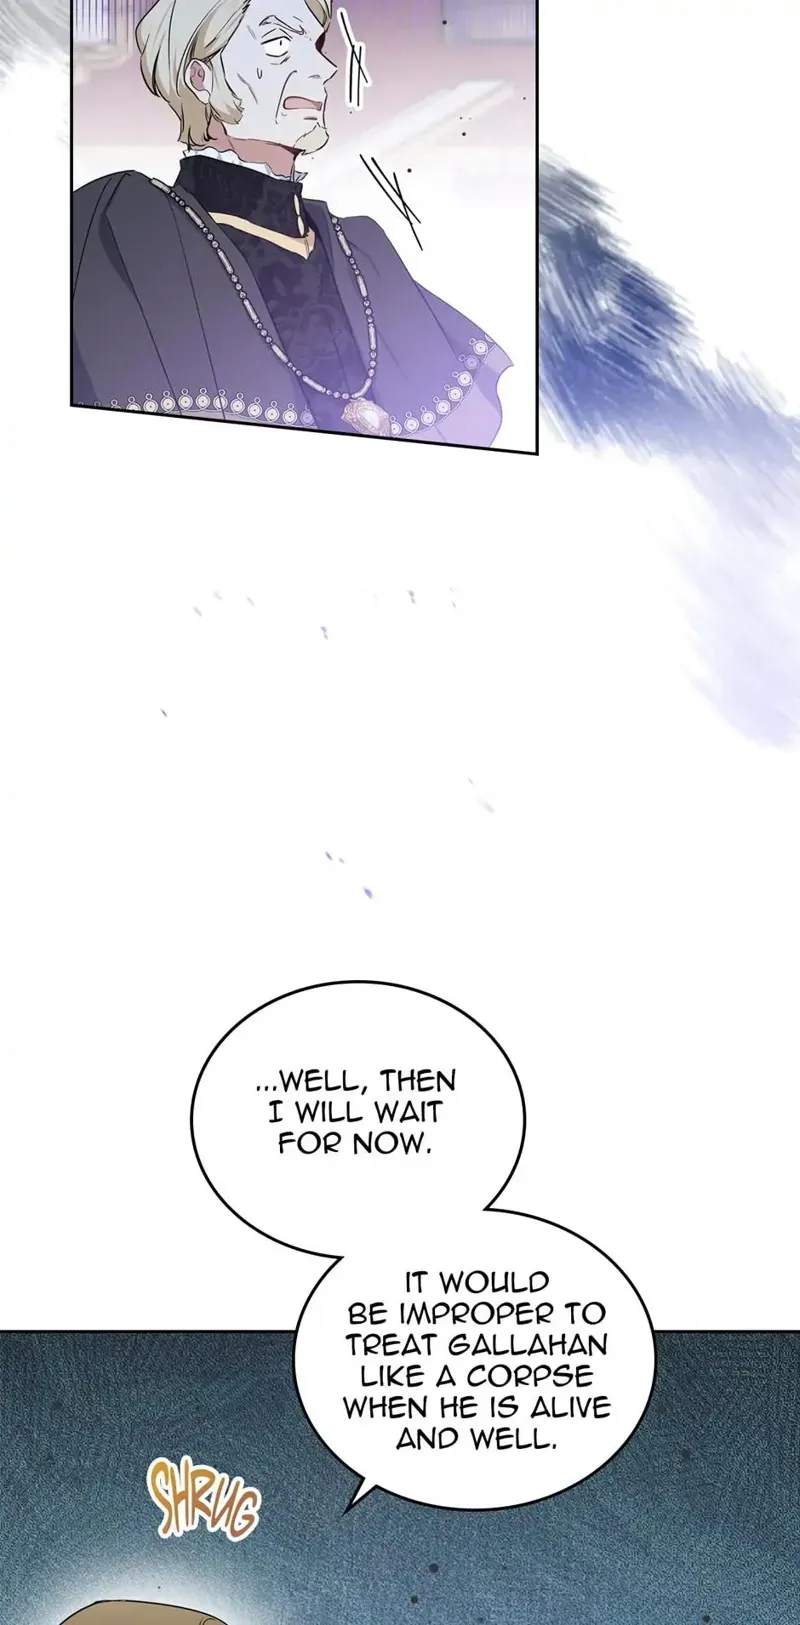 ...WELL, THEN
I WILL WAIT
FOR NOW.
IT WOULD
BE IMPROPER TO
TREAT GALLAHAN
LIKE A CORPSE
WHEN HE IS ALIVE
AND WELL.
SHRUG